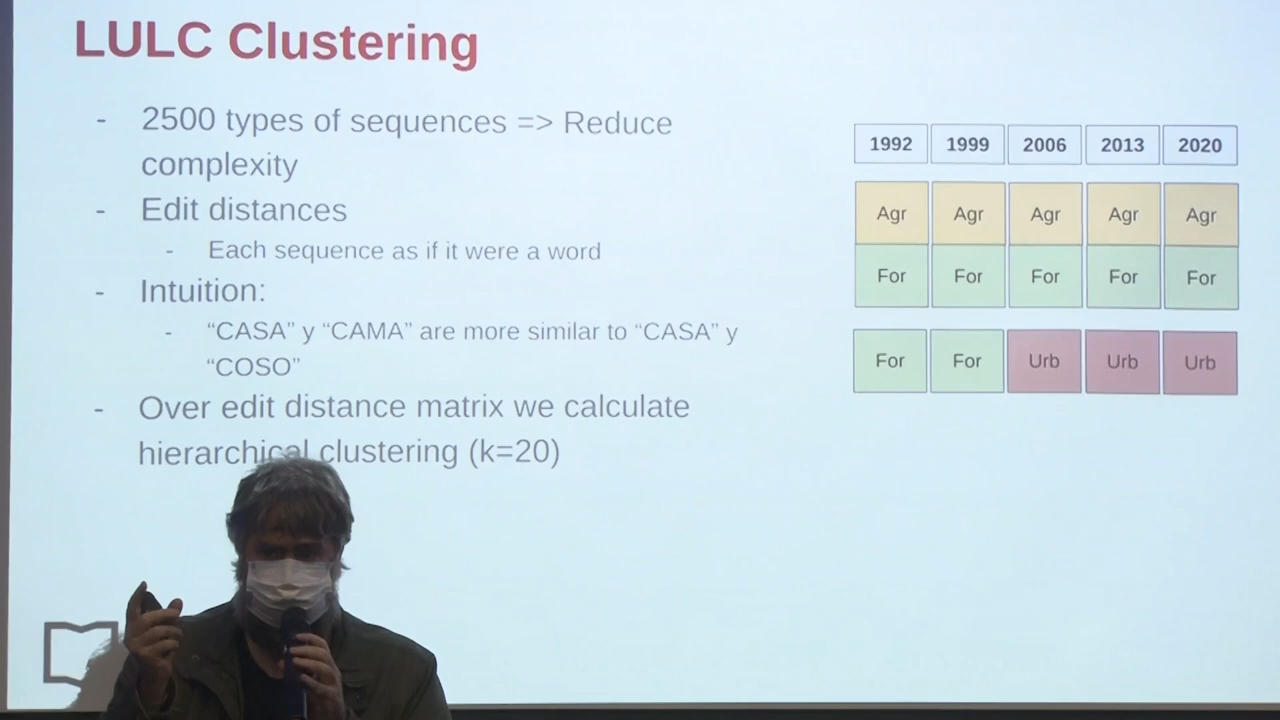 LULC Clustering
- 2500 types of sequences => Reduce
complexity
- Edit distances
- Each sequence as if it were a word
- Intuition:
- “CASA” y “CAMA” are more similar to “CASA” y
“COSO”
- Over edit distance matrix we calculate
hierarchical clustering (k=20)
1992 1999 2006 2013 2020
Agr Agr Agr Agr Agr
For For For For For
For For Urb Urb Urb